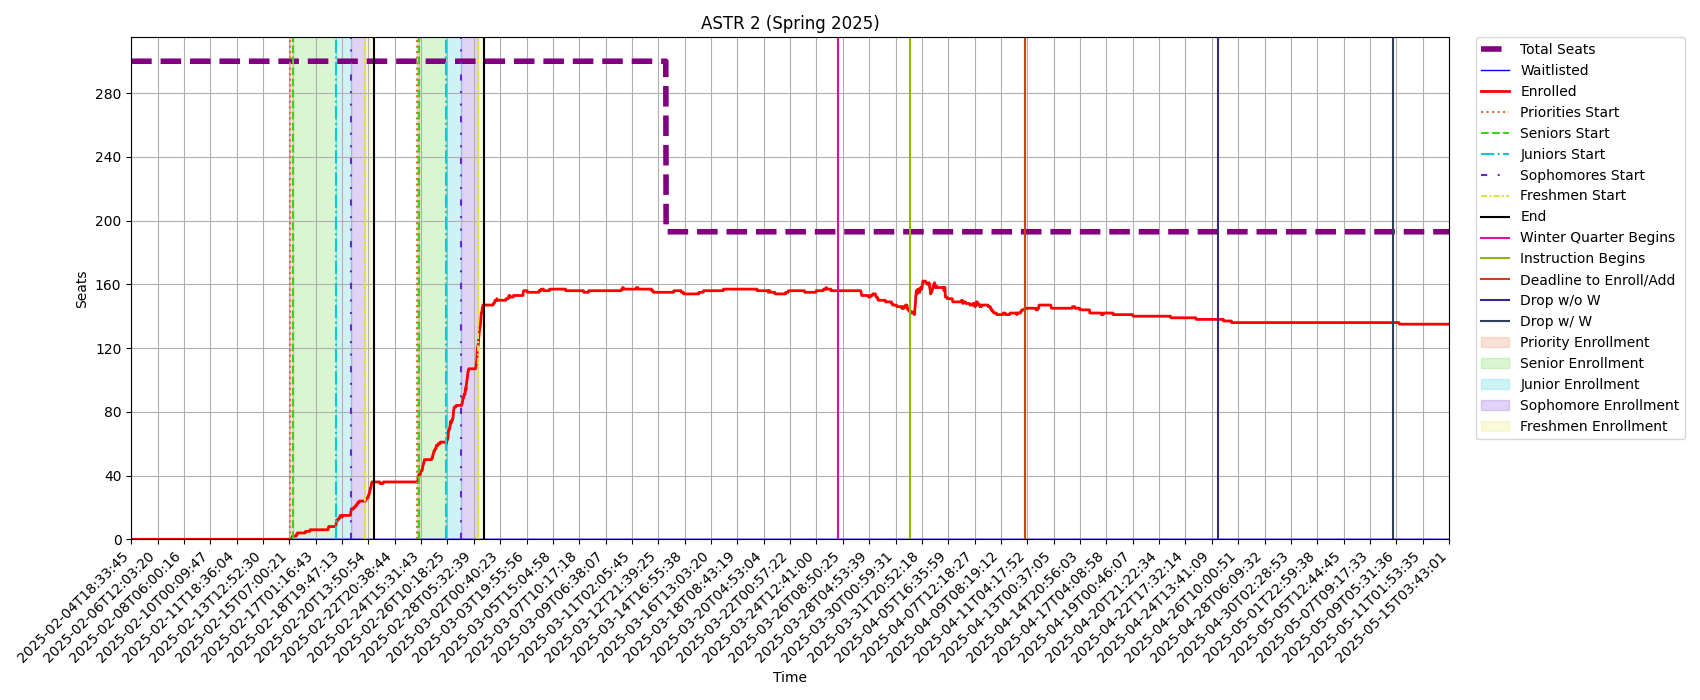 ASTR 2 (Spring 2025)
Seats
280
240
200
160
120
80
40
0
2025-02-04T18:33:45
2025-02-06T12:03:20
2025-02-08T06:00:16
2025-02-10T00:09:47
2025-02-11T18:36:04
2025-02-13T12:52:30
2025-02-15T07:00:21
2025-02-17T01:16:43
2025-02-18T19:47:13
2025-02-20T13:50:54
2025-02-22T20:38:44
2025-02-24T15:31:43
2025-02-26T10:18:25
2025-02-28T05:32:39
2025-03-02T00:40:23
2025-03-03T19:55:56
2025-03-05T15:04:58
2025-03-07T10:17:18
2025-03-09T06:38:07
2025-03-11T02:05:45
2025-03-12T21:39:25
2025-03-14T16:55:38
2025-03-16T13:03:20
2025-03-18T08:43:19
2025-03-20T04:53:04
2025-03-22T00:57:22
2025-03-24T12:41:00
2025-03-26T08:50:25
2025-03-28T04:53:39
2025-03-30T00:59:31
2025-03-31T20:52:18
2025-04-05T16:35:59
2025-04-07T12:18:27
2025-04-09T08:19:12
2025-04-11T04:17:52
2025-04-13T00:37:05
2025-04-14T20:56:03
2025-04-17T04:08:58
2025-04-19T00:46:07
2025-04-20T21:22:34
2025-04-22T17:32:14
2025-04-24T13:41:09
2025-04-26T10:00:51
2025-04-28T06:09:32
2025-04-30T02:28:53
2025-05-01T22:59:38
2025-05-05T12:44:45
2025-05-07T09:17:33
2025-05-09T05:31:36
2025-05-11T01:53:35
2025-05-15T03:43:01
Time
Total Seats
Waitlisted
Enrolled
Priorities Start
Seniors Start
Juniors Start
Sophomores Start
Freshmen Start
End
Winter Quarter Begins
Instruction Begins
Deadline to Enroll/Add
Drop w/o W
Drop w/ W
Priority Enrollment
Senior Enrollment
Junior Enrollment
Sophomore Enrollment
Freshmen Enrollment